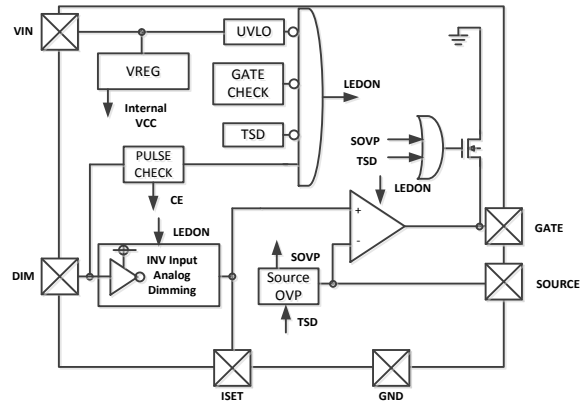 VIN
UVLO
VREG
GATE
CHECK
LEDON
Internal
VCC
TSD
SOVP
TSD
PULSE
CHECK
LEDON
CE
LEDON
+
-
GATE
DIM
INV Input
Analog
Dimming
SOVP
Source
OVP
SOURCE
TSD
ISET
GND